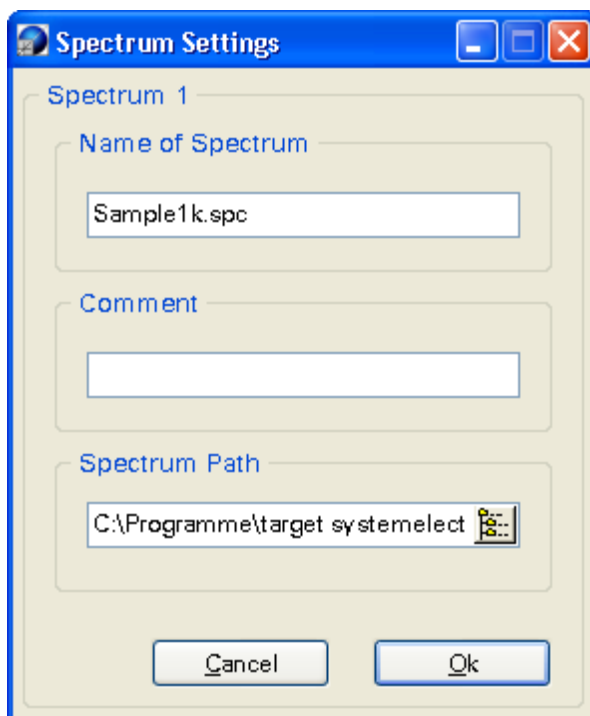 Spectrum Settings
Spectrum 1
Name of Spectrum
Sample1k.spc
Comment
Spectrum Path
C:\Programme\target systemelect
Cancel
Ok